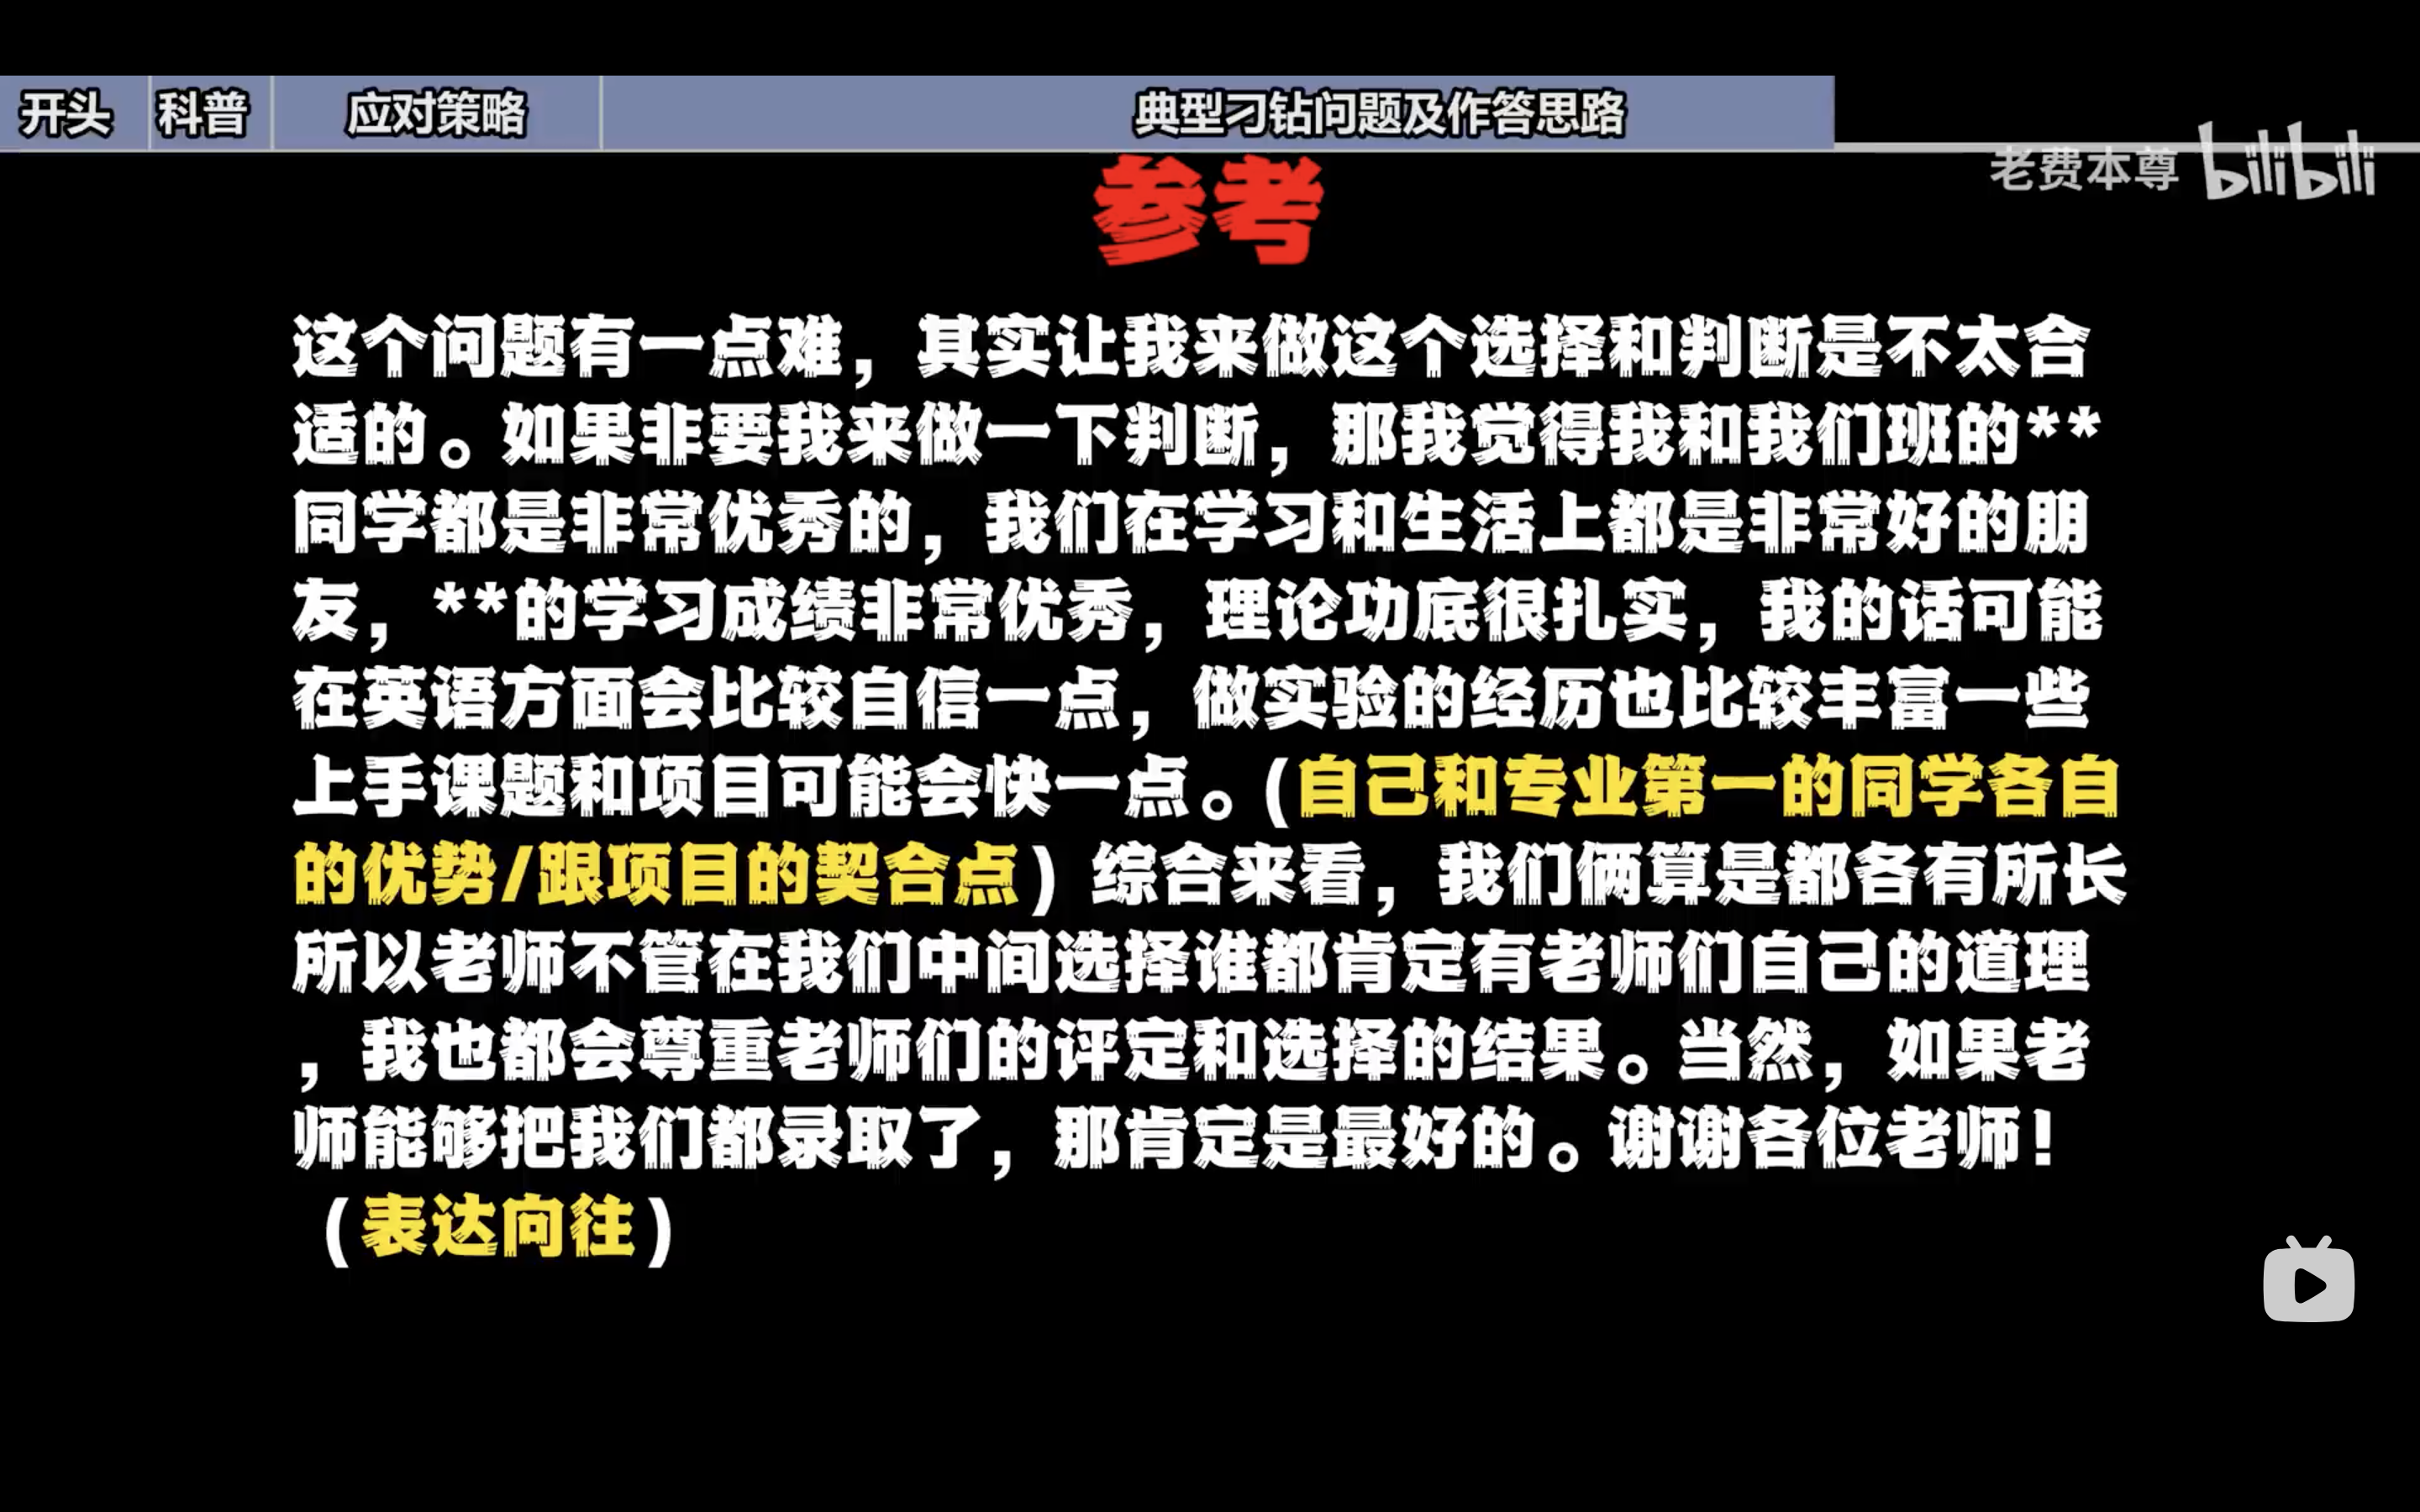 开头 科普 应对策略 典型刁钻问题及作答思路
老费本尊 bilibili
参考
这个问题有一点难，其实让我来做这个选择和判断是不太合
适的。如果非要我来做一下判断，那我觉得我和我们班的**
同学都是非常优秀的，我们在学习和生活上都是非常好的朋
友，**的学习成绩非常优秀，理论功底很扎实，我的话可能
在英语方面会比较自信一点，做实验的经历也比较丰富一些
上手课题和项目可能会快一点。(自己和专业第一的同学各自
的优势/跟项目的契合点) 综合来看，我们俩算是都各有所长
所以老师不管在我们中间选择谁都肯定有老师们自己的道理
，我也都会尊重老师们的评定和选择的结果。当然，如果老
师能够把我们都录取了，那肯定是最好的。谢谢各位老师！
(表达向往)